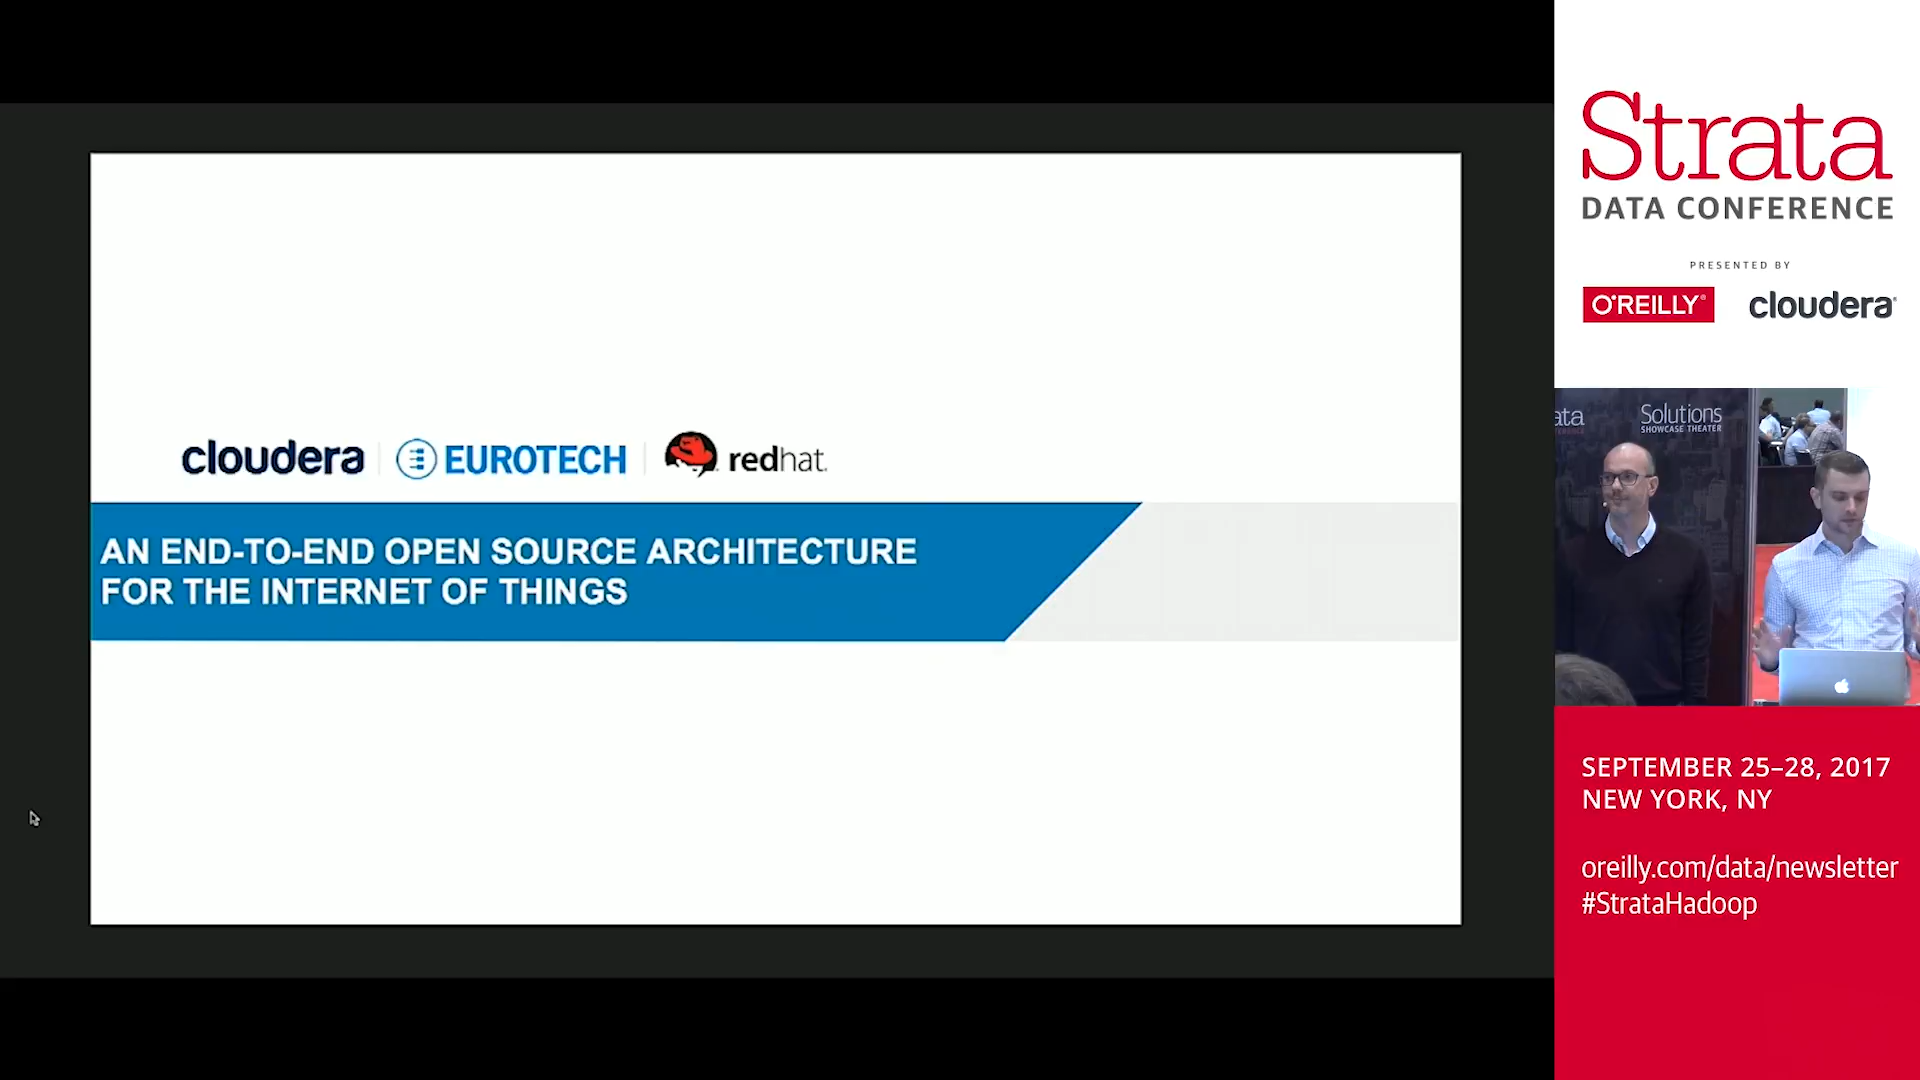 cloudera
EUROTECH
redhat.
AN END-TO-END OPEN SOURCE ARCHITECTURE
FOR THE INTERNET OF THINGS
Strata
DATA CONFERENCE
PRESENTED BY
O'REILLY®
cloudera®
ata
Solutions
SHOWCASE THEATER
SEPTEMBER 25–28, 2017
NEW YORK, NY
oreilly.com/data/newsletter
#StrataHadoop